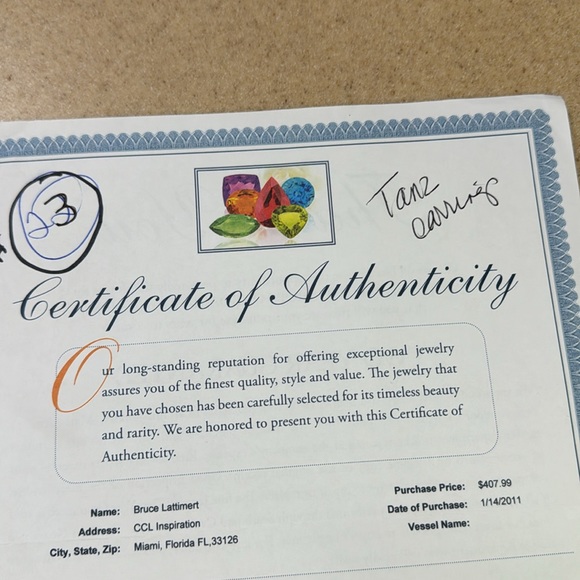 23
Tanz
earrings
Certificate of Authenticity
Our long-standing reputation for offering exceptional jewelry
assures you of the finest quality, style and value. The jewelry that
you have chosen has been carefully selected for its timeless beauty
and rarity. We are honored to present you with this Certificate of
Authenticity.
Name: Bruce Lattimert
Address: CCL Inspiration
City, State, Zip: Miami, Florida FL,33126
Purchase Price: $407.99
Date of Purchase: 1/14/2011
Vessel Name: